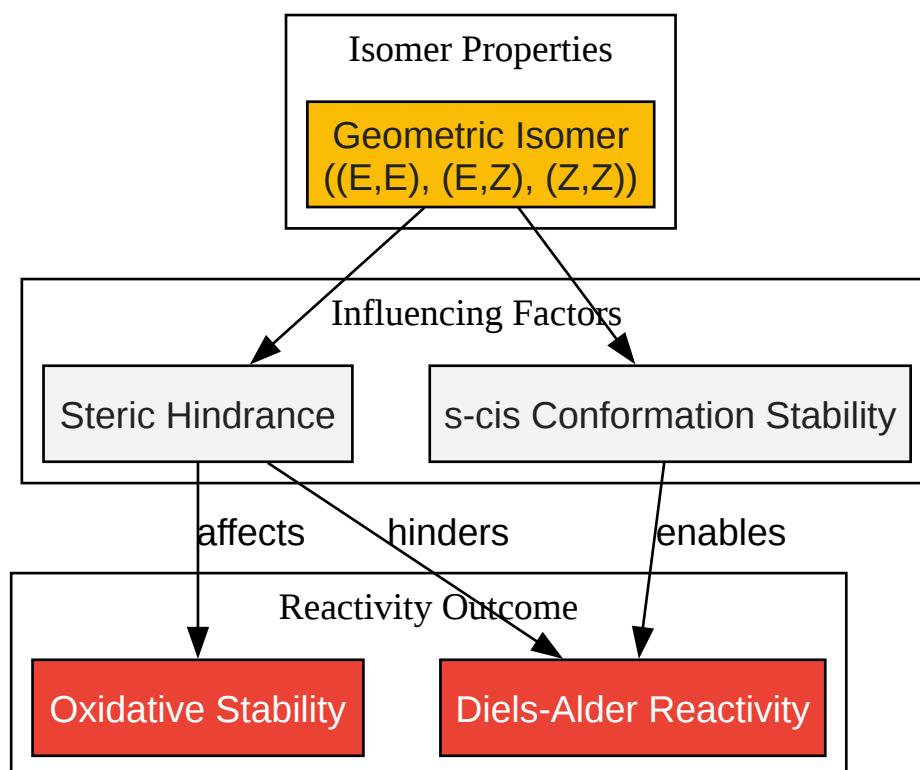 Isomer Properties
Geometric Isomer
((E,E), (E,Z), (Z,Z))
Influencing Factors
Steric Hindrance
s-cis Conformation Stability
affects
hinders
enables
Reactivity Outcome
Oxidative Stability
Diels-Alder Reactivity